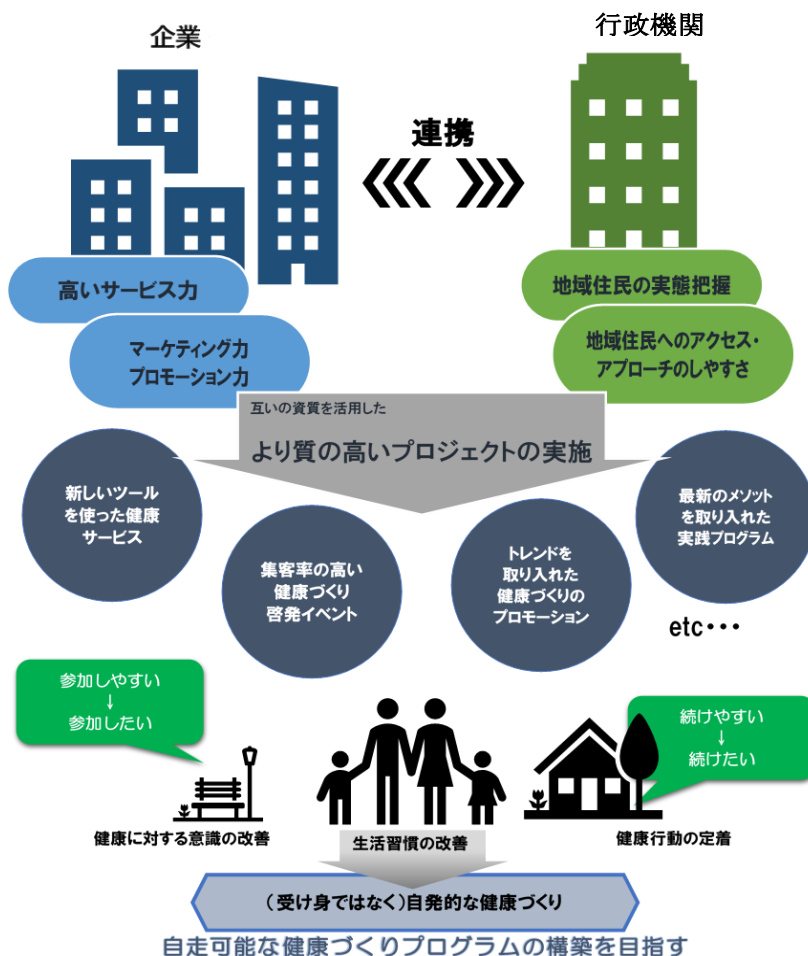 企業
行政機関
連携
高いサービス力
地域住民の実態把握
マーケティング力
プロモーション力
地域住民へのアクセス・
アプローチのしやすさ
互いの資質を活用した
より質の高いプロジェクトの実施
新しいツール
を使った健康
サービス
集客率の高い
健康づくり
啓発イベント
トレンドを
取り入れた
健康づくりの
プロモーション
最新のメソット
を取り入れた
実践プログラム
etc・・・
参加しやすい
↓
参加したい
続けやすい
↓
続けたい
健康に対する意識の改善
生活習慣の改善
健康行動の定着
（受け身ではなく）自発的な健康づくり
自走可能な健康づくりプログラムの構築を目指す